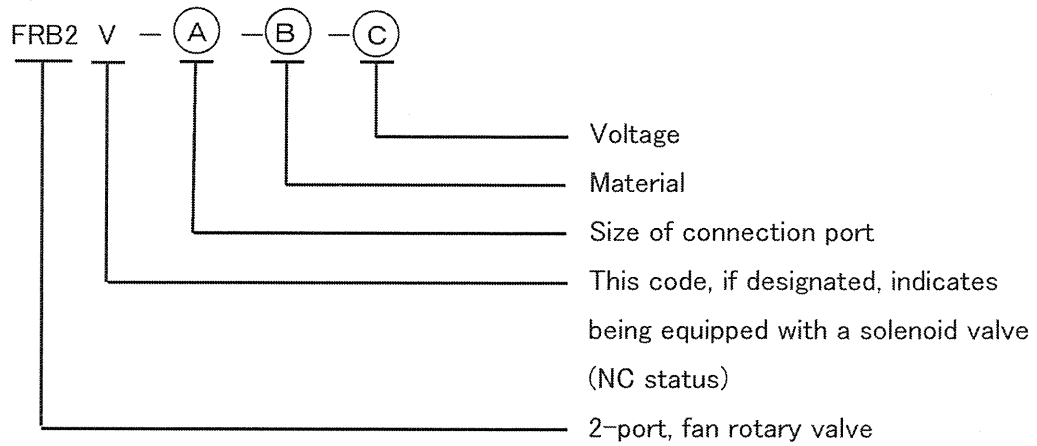 FRB2 V - A - B - C
Voltage
Material
Size of connection port
This code, if designated, indicates
being equipped with a solenoid valve
(NC status)
2-port, fan rotary valve